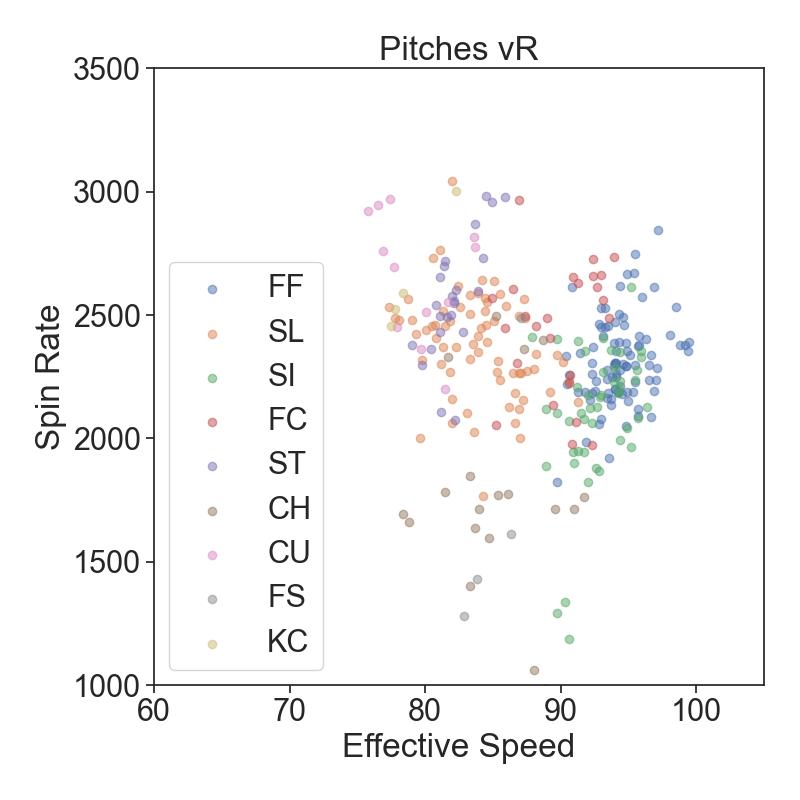 Pitches vR
3500
3000
2500
2000
1500
1000
Spin Rate
FF
SL
SI
FC
ST
CH
CU
FS
KC
60 70 80 90 100
Effective Speed